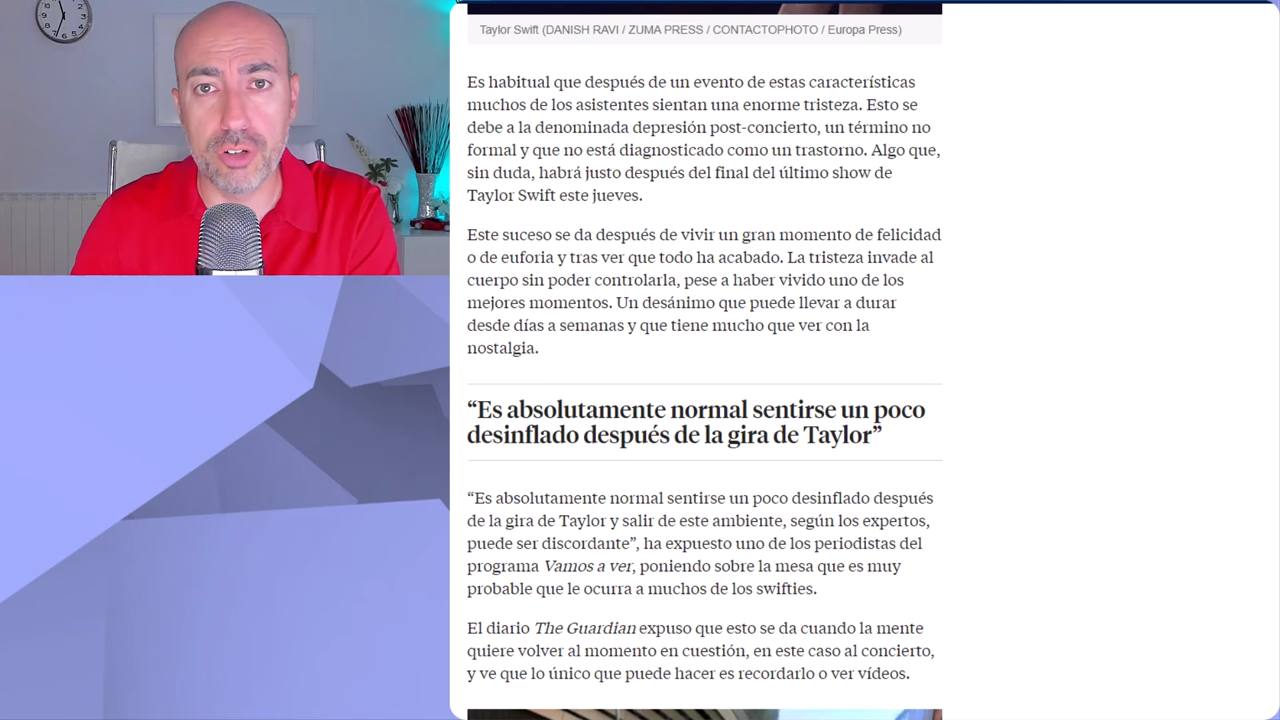 Taylor Swift (DANISH RAVI / ZUMA PRESS / CONTACTOPHOTO / Europa Press)
Es habitual que después de un evento de estas características
muchos de los asistentes sientan una enorme tristeza. Esto se
debe a la denominada depresión post-concierto, un término no
formal y que no está diagnosticado como un trastorno. Algo que,
sin duda, habrá justo después del final del último show de
Taylor Swift este jueves.
Este suceso se da después de vivir un gran momento de felicidad
o de euforia y tras ver que todo ha acabado. La tristeza invade al
cuerpo sin poder controlarla, pese a haber vivido uno de los
mejores momentos. Un desánimo que puede llevar a durar
desde días a semanas y que tiene mucho que ver con la
nostalgia.
“Es absolutamente normal sentirse un poco
desinflado después de la gira de Taylor”
“Es absolutamente normal sentirse un poco desinflado después
de la gira de Taylor y salir de este ambiente, según los expertos,
puede ser discordante”, ha expuesto uno de los periodistas del
programa Vamos a ver, poniendo sobre la mesa que es muy
probable que le ocurra a muchos de los swifties.
El diario The Guardian expuso que esto se da cuando la mente
quiere volver al momento en cuestión, en este caso al concierto,
y ve que lo único que puede hacer es recordarlo o ver vídeos.